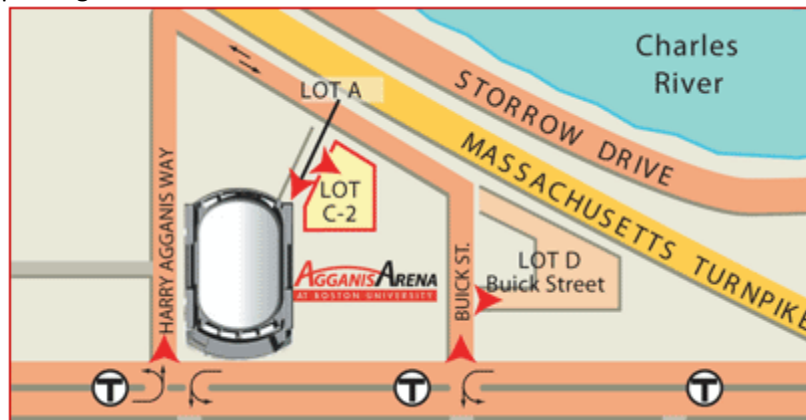 Charles
River
STORROW DRIVE
MASSACHUSETTS TURNPIKE
LOT A
HARRY AGGANIS WAY
LOT
C-2
AGGANIS ARENA
AT BOSTON UNIVERSITY
BUICK ST.
LOT D
Buick Street
T
T
T